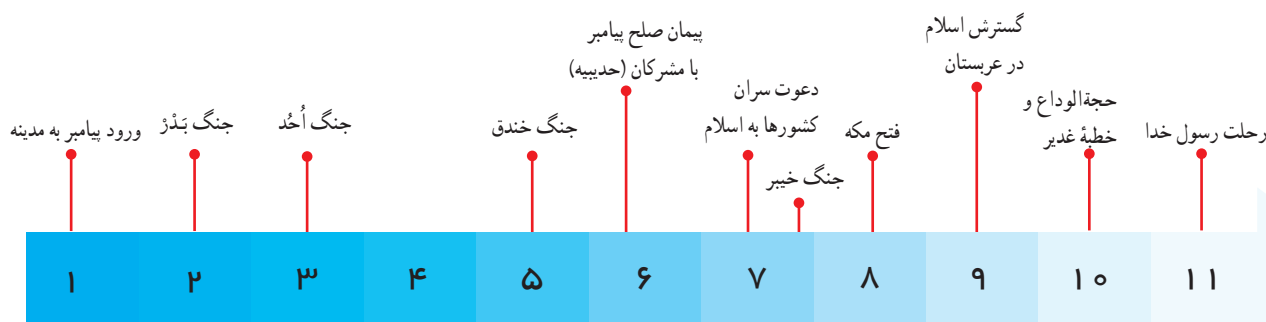 ورود پیامبر به مدینه
جنگ بَدْرْ
جنگ اُحُد
جنگ خندق
پیمان صلح پیامبر
با مشرکان (حدیبیه)
دعوت سران
کشورها به اسلام
جنگ خیبر
فتح مکه
گسترش اسلام
در عربستان
حجةالوداع و
خطبهٔ غدیر
رحلت رسول خدا
۱ ۲ ۳ ۴ ۵ ۶ ۷ ۸ ۹ ۱۰ ۱۱